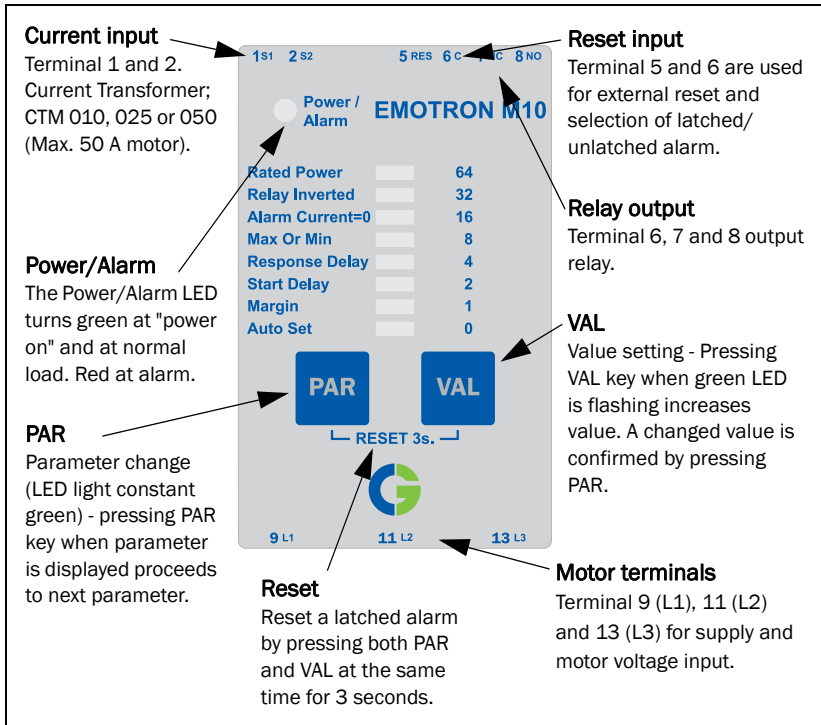 Current input
Terminal 1 and 2.
Current Transformer;
CTM 010, 025 or 050
(Max. 50 A motor).
Power/Alarm
The Power/Alarm LED
turns green at "power
on" and at normal
load. Red at alarm.
PAR
Parameter change
(LED light constant
green) - pressing PAR
key when parameter
is displayed proceeds
to next parameter.
1 S1 2 S2 5 RES 6 C 8 NO
Power /
Alarm
EMOTRON M10
Rated Power 64
Relay Inverted 32
Alarm Current=0 16
Max Or Min 8
Response Delay 4
Start Delay 2
Margin 1
Auto Set 0
PAR VAL
RESET 3s.
9 L1 11 L2 13 L3
Reset
Reset a latched alarm
by pressing both PAR
and VAL at the same
time for 3 seconds.
Reset input
Terminal 5 and 6 are used
for external reset and
selection of latched/
unlatched alarm.
Relay output
Terminal 6, 7 and 8 output
relay.
VAL
Value setting - Pressing
VAL key when green LED
is flashing increases
value. A changed value is
confirmed by pressing
PAR.
Motor terminals
Terminal 9 (L1), 11 (L2)
and 13 (L3) for supply and
motor voltage input.